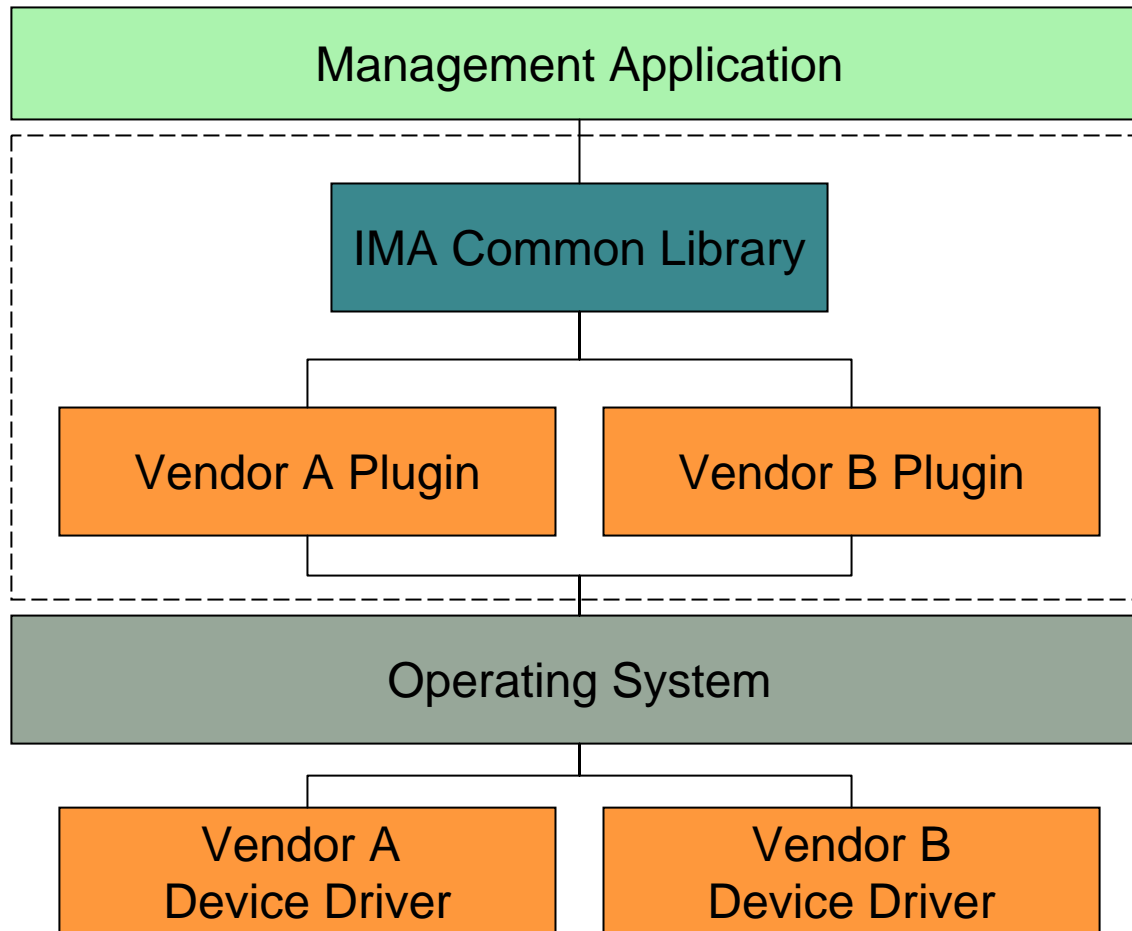 Management Application
IMA Common Library
Vendor A Plugin
Vendor B Plugin
Operating System
Vendor A
Device Driver
Vendor B
Device Driver